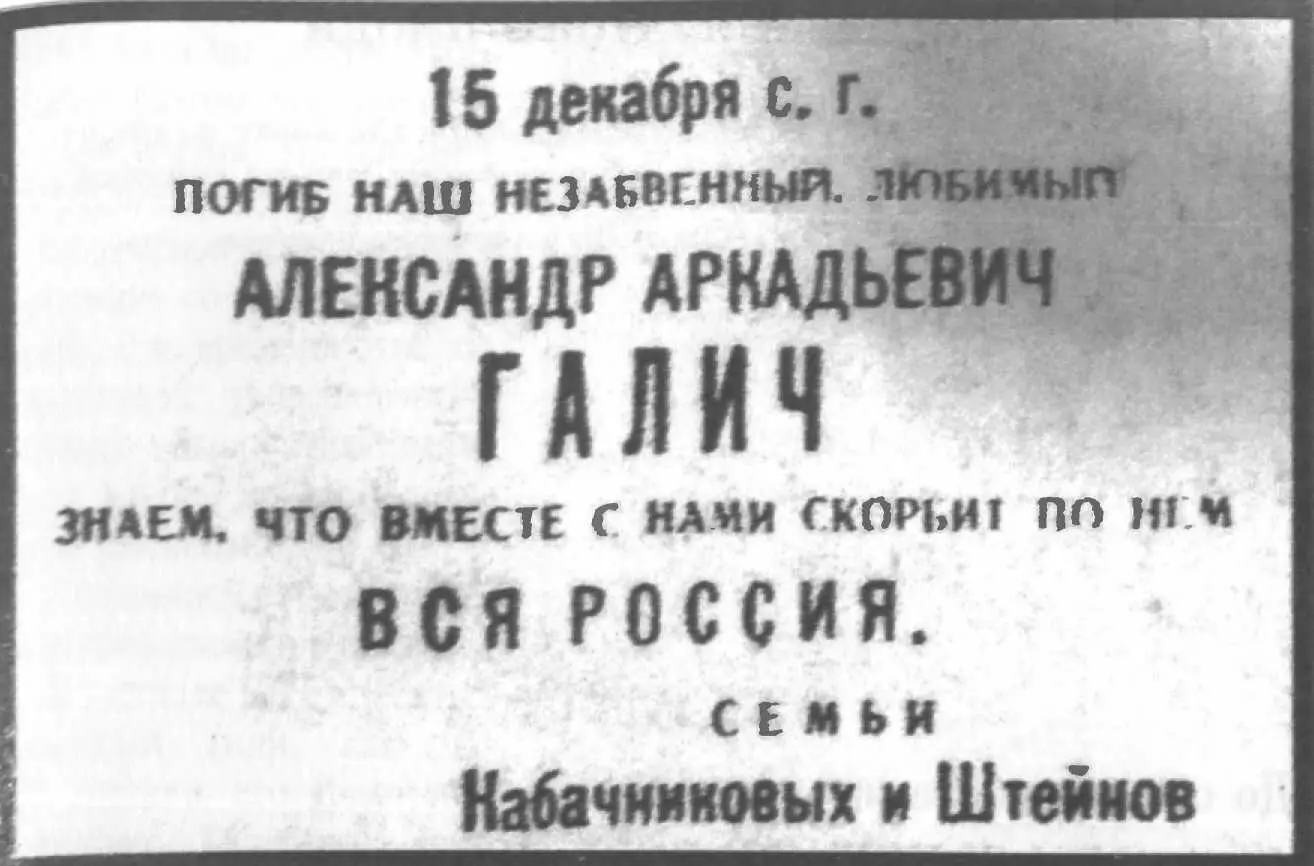 15 декабря с. г.
ПОГИБ НАШ НЕЗАБВЕННЫЙ, ЛЮБИМЫЙ
АЛЕКСАНДР АРКАДЬЕВИЧ
ГАЛИЧ
ЗНАЕМ, ЧТО ВМЕСТЕ С НАМИ СКОРБИТ ПО НЕМ
ВСЯ РОССИЯ.
СЕМЬИ
Кабачниковых и Штейнов